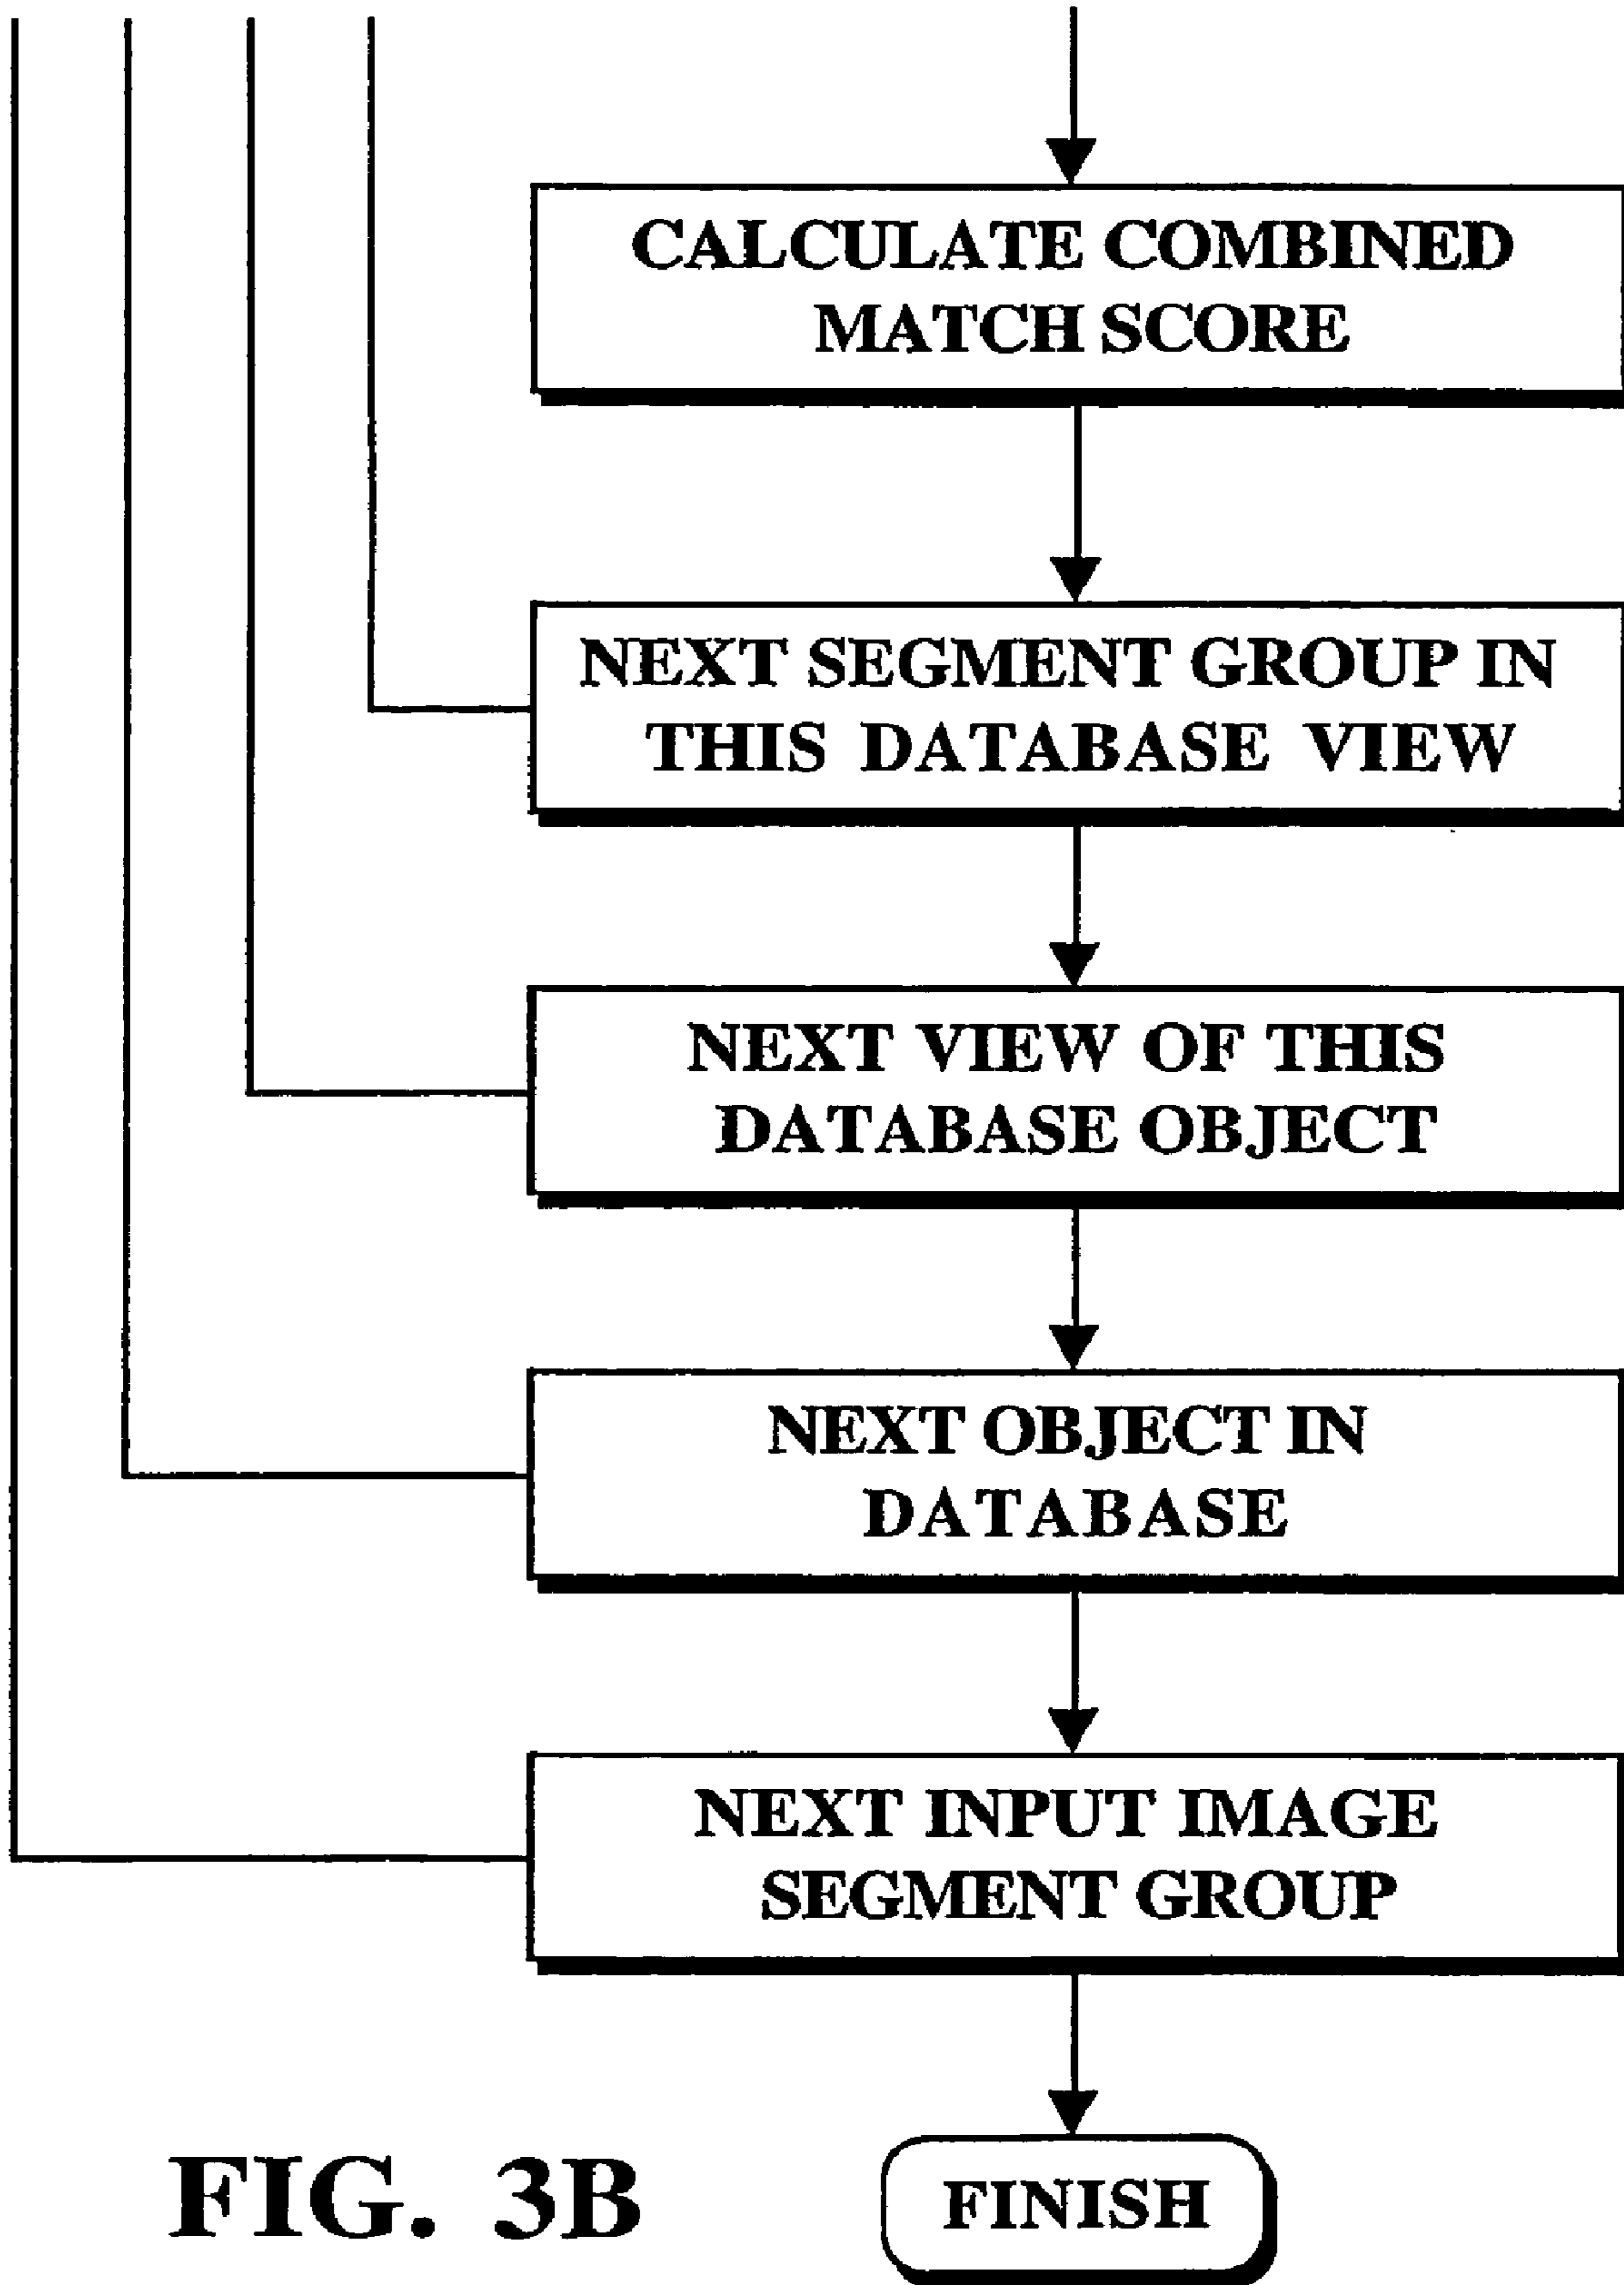 CALCULATE COMBINED
MATCH SCORE
NEXT SEGMENT GROUP IN
THIS DATABASE VIEW
NEXT VIEW OF THIS
DATABASE OBJECT
NEXT OBJECT IN
DATABASE
NEXT INPUT IMAGE
SEGMENT GROUP
FINISH
FIG. 3B